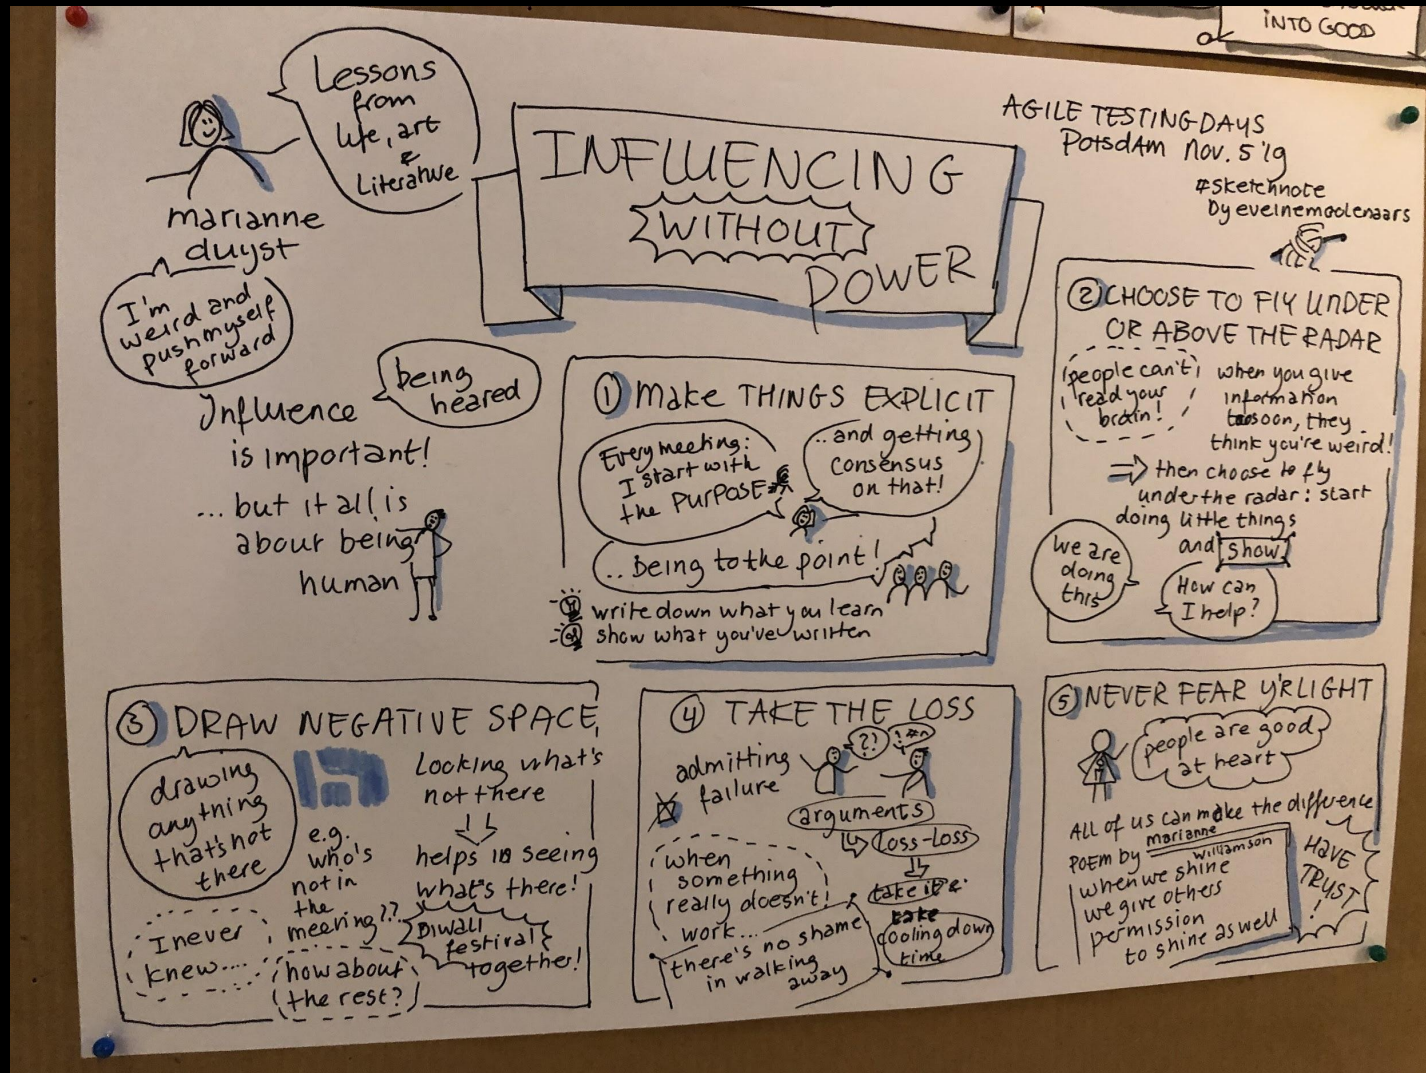 INTO GOOD
Lessons
from
life, art
&
Literature
marianne
duyst
I'm
weird and
push myself
forward
INFLUENCING
WITHOUT
POWER
AGILE TESTING DAYS
Potsdam nov. 5 '19
#sketchnote
by evelnemoolenaars
Influence
is important!
being
heared
... but it all is
about being
human
1 Make THINGS EXPLICIT
Every meeting:
I start with
the PURPOSE
.. and getting
consensus
on that!
.. Being to the point!
write down what you learn
show what you've written
2 CHOOSE TO FLY UNDER
OR ABOVE THE RADAR
people can't
read your
brain!
when you give
information
too soon, they
think you're weird!
⇒ then choose to fly
under the radar: start
doing little things
and show
we are
doing
this
How can
I help?
3 DRAW NEGATIVE SPACE
drawing
anything
that's not
there
I never
knew....
e.g.
who's
not in
the
meeting??
how about
the rest?
Looking what's
not there
helps in seeing
what's there!
Diwali
festival
together!
4 TAKE THE LOSS
admitting
failure
?!
!#
arguments
loss-loss
take it &
take
cooling down
time
when
something
really doesn't!
work...
there's no shame
in walking
away
5 NEVER FEAR Y'R LIGHT
people are good
at heart
All of us can make the difference
POEM by marianne
williamson
when we shine
we give others
permission
to shine as well
HAVE
TRUST
!